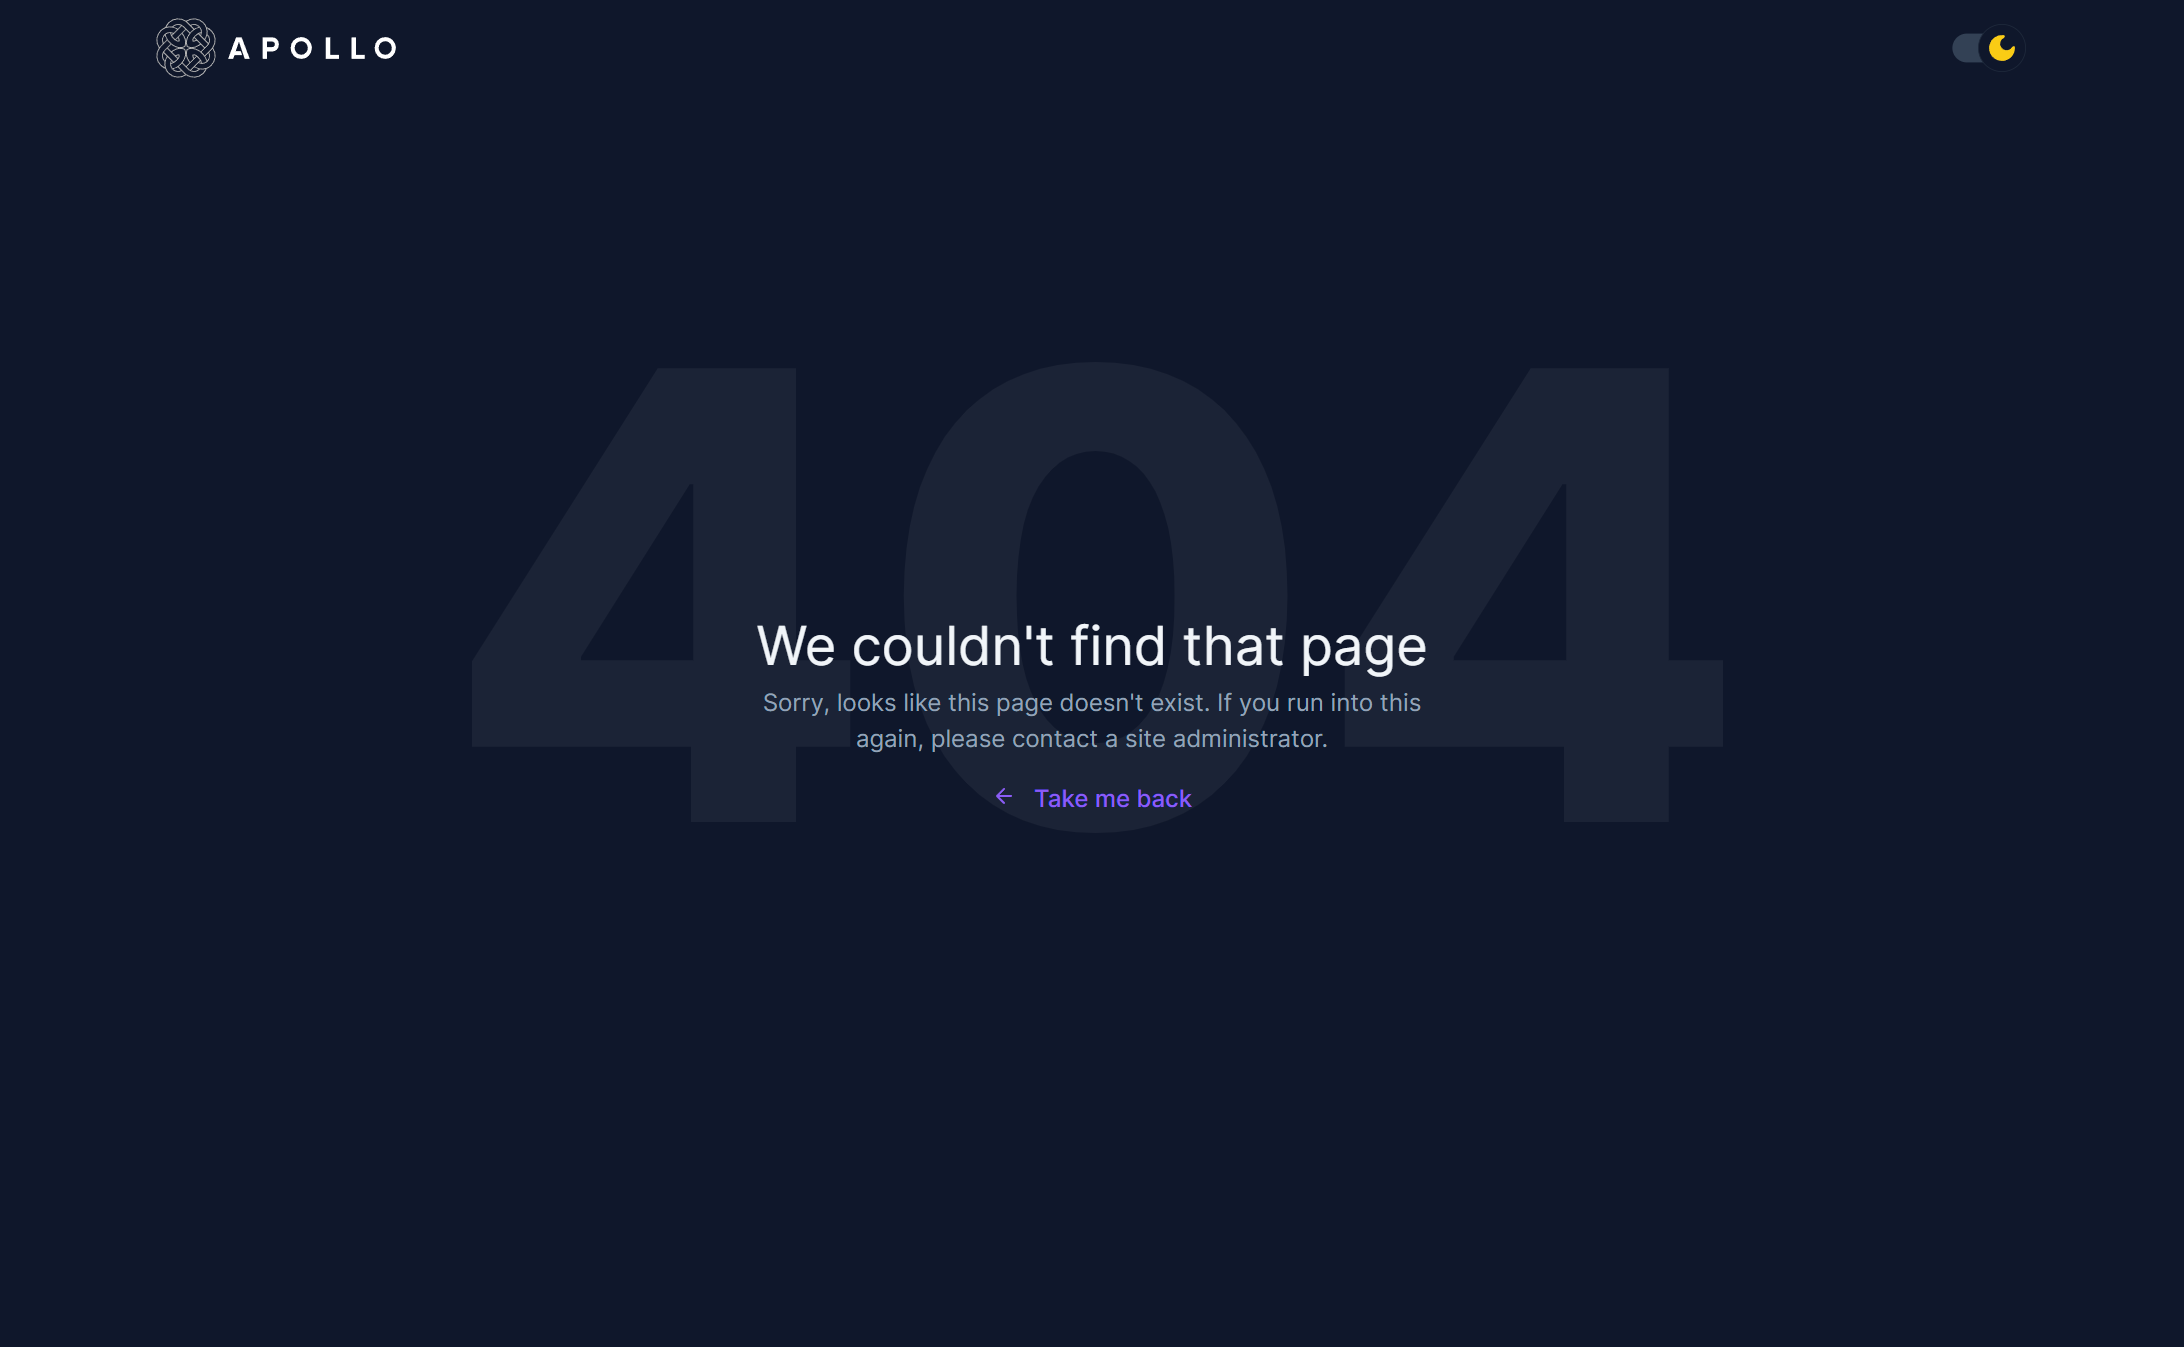 APOLLO
404
We couldn't find that page
Sorry, looks like this page doesn't exist. If you run into this
again, please contact a site administrator.
← Take me back